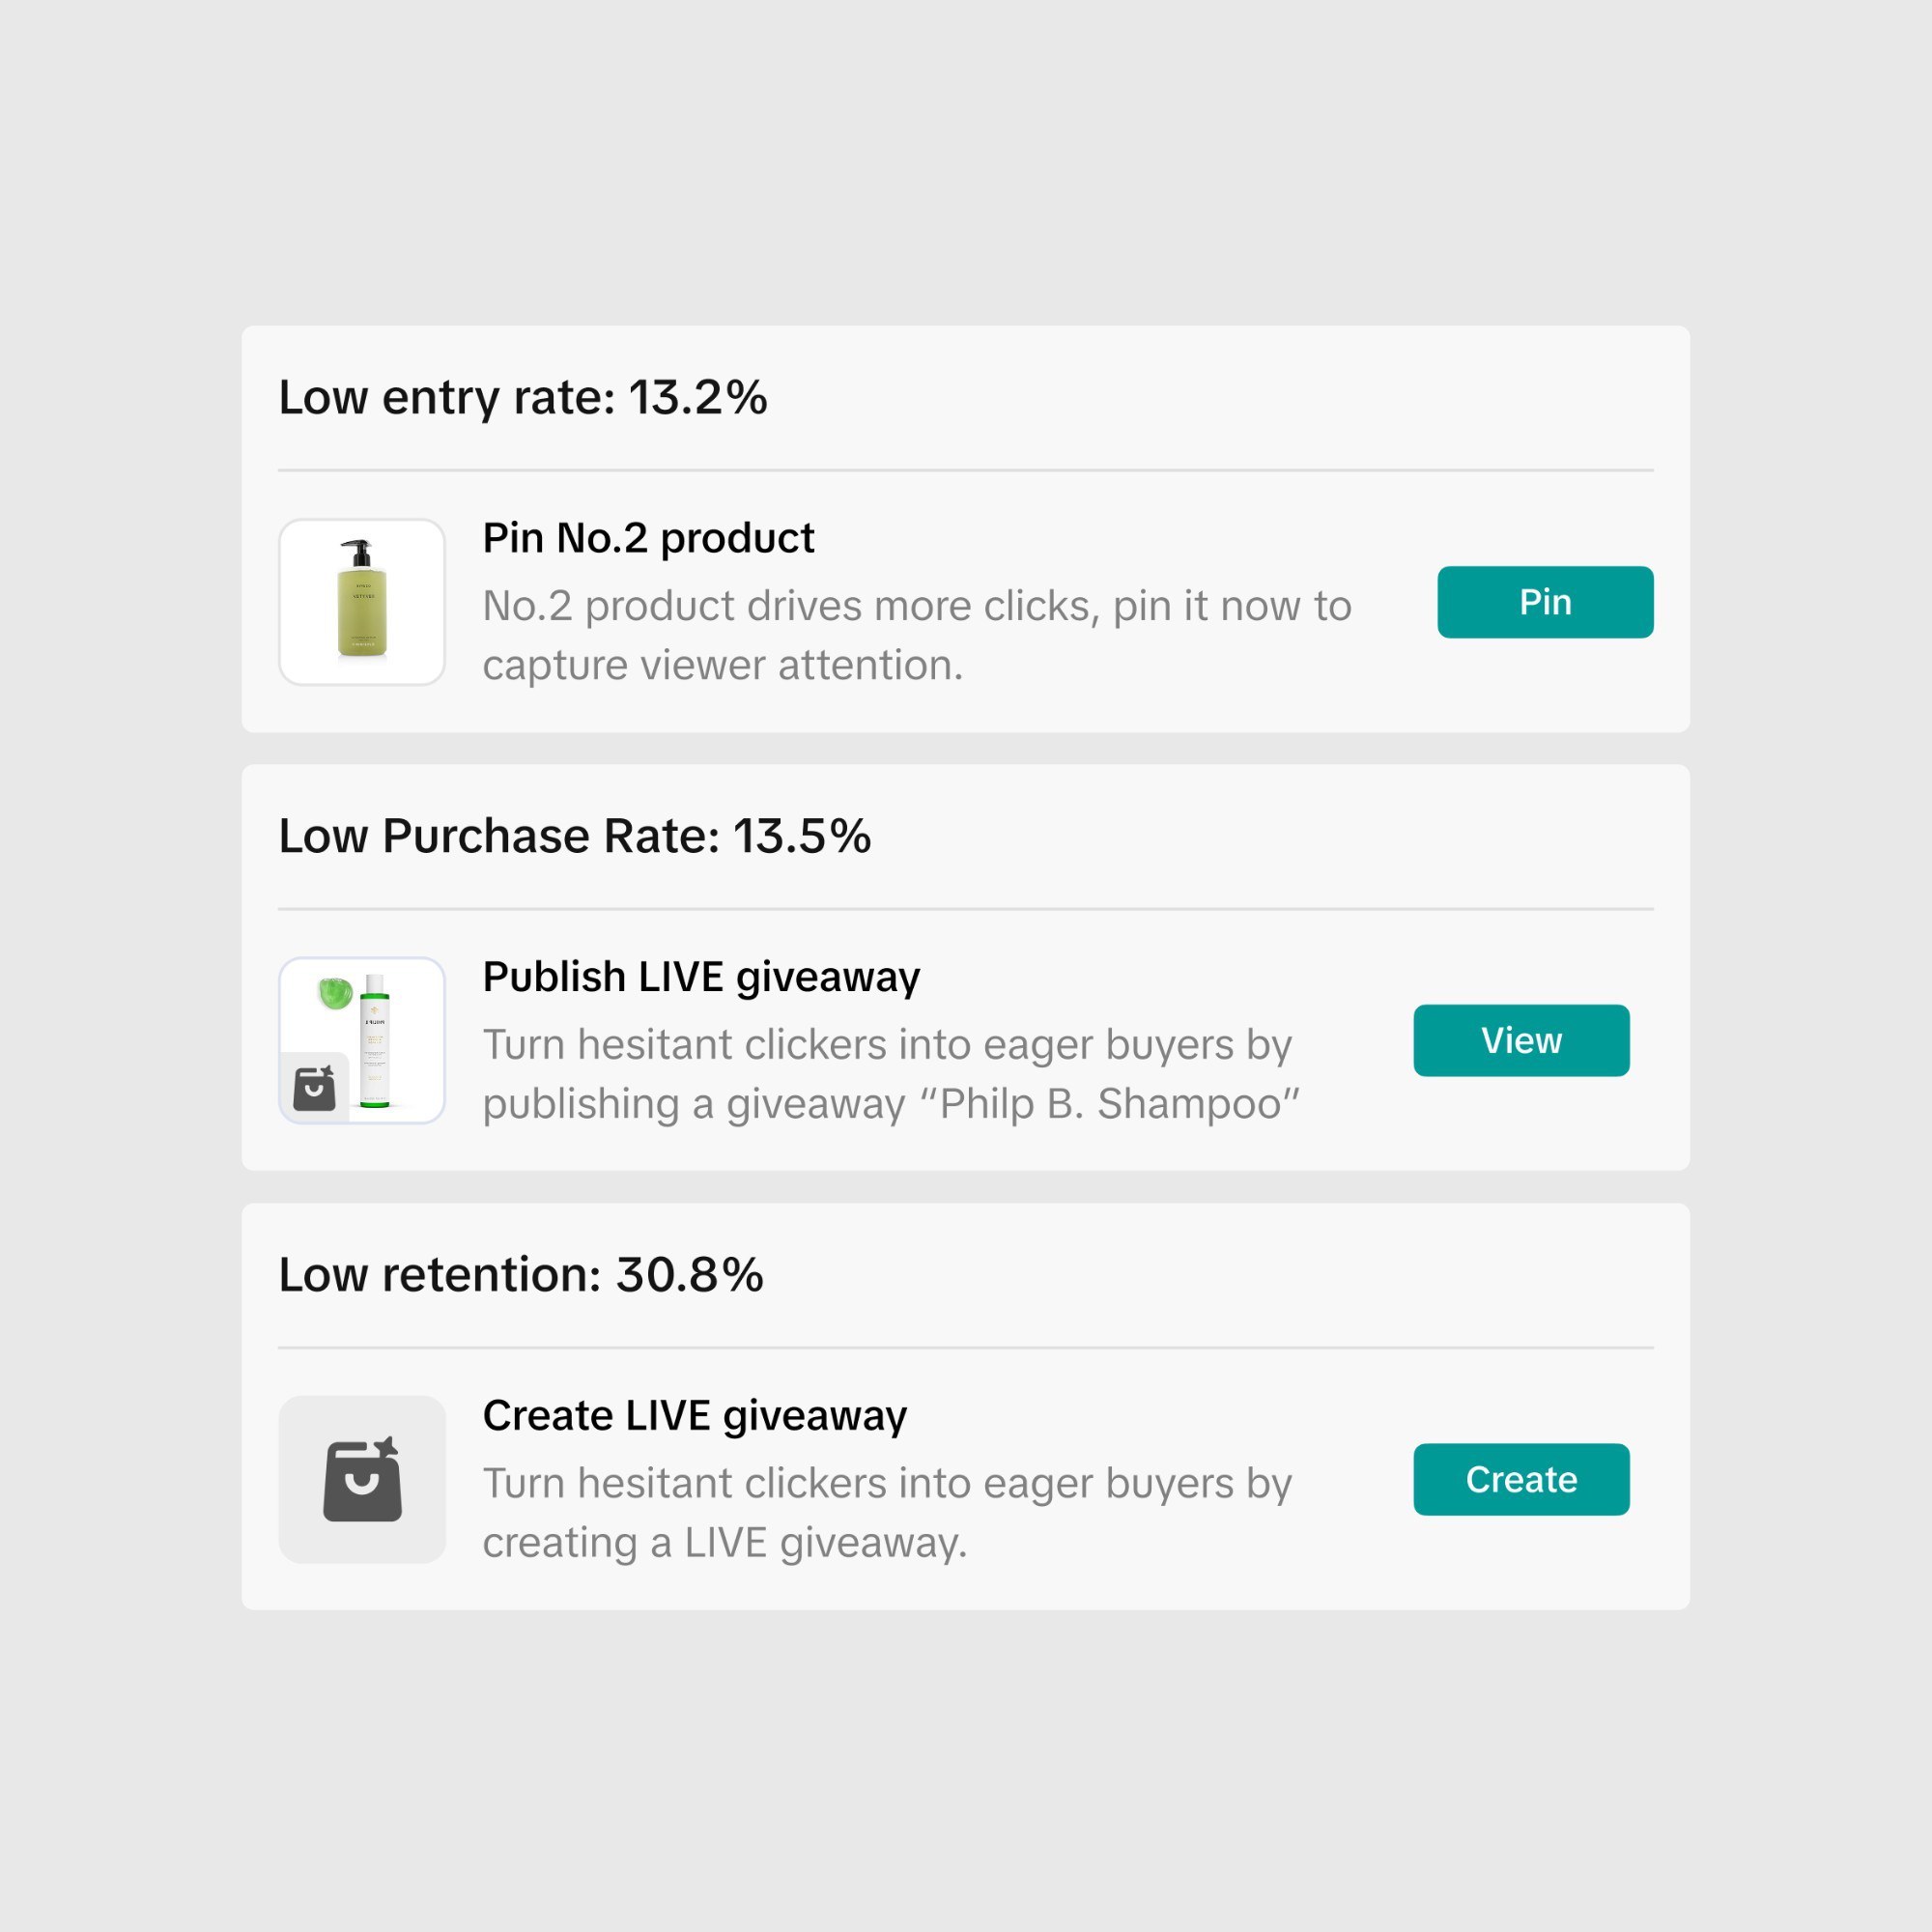 Low entry rate: 13.2%
Pin No.2 product
No.2 product drives more clicks, pin it now to
capture viewer attention.
Pin
Low Purchase Rate: 13.5%
Publish LIVE giveaway
Turn hesitant clickers into eager buyers by
publishing a giveaway “Philp B. Shampoo”
View
Low retention: 30.8%
Create LIVE giveaway
Turn hesitant clickers into eager buyers by
creating a LIVE giveaway.
Create